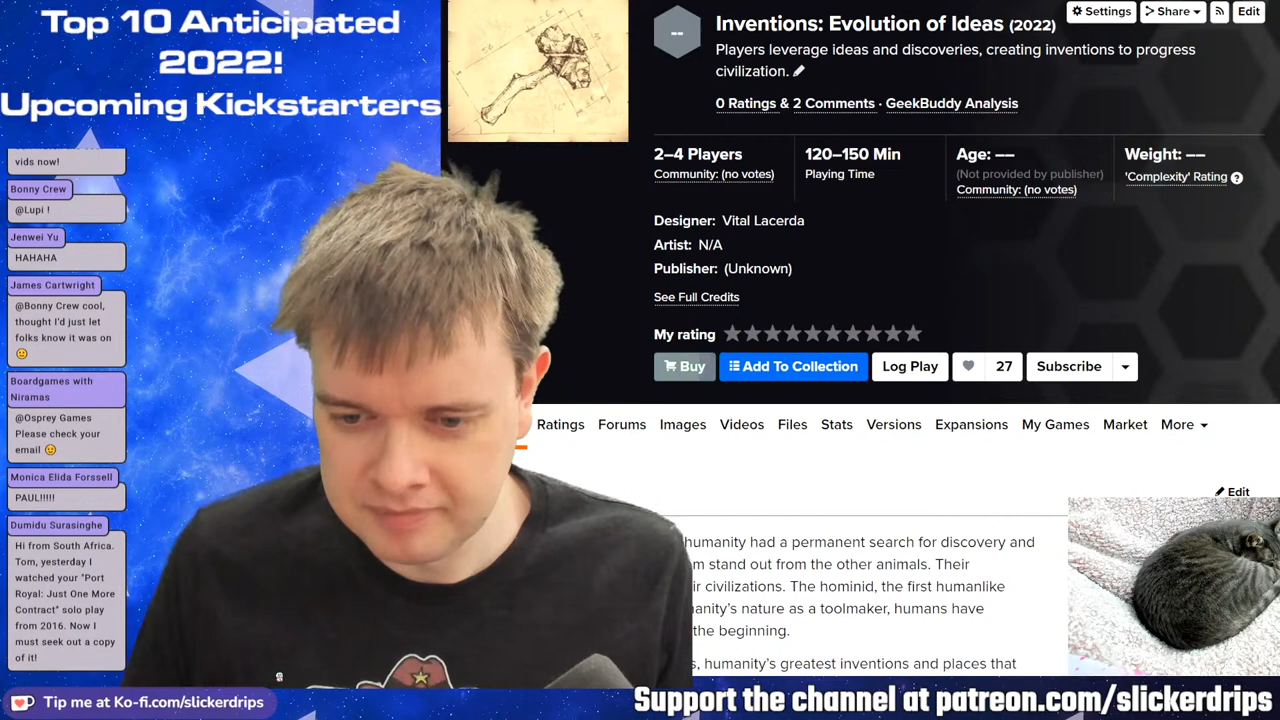 Top 10 Anticipated
2022!
Upcoming Kickstarters
vids now!
Bonny Crew
@Lupi !
Jenwei Yu
HAHAHA
James Cartwright
@Bonny Crew cool,
thought I'd just let
folks know it was on
Boardgames with
Niramas
@Osprey Games
Please check your
email
Monica Elida Forssell
PAUL!!!!!
Dumidu Surasinghe
Hi from South Africa.
Tom, yesterday I
watched your "Port
Royal: Just One More
Contract" solo play
from 2016. Now I
must seek out a copy
of it!
Tip me at Ko-fi.com/slickerdrips
--
Inventions: Evolution of Ideas (2022)
Settings
Share
Edit
Players leverage ideas and discoveries, creating inventions to progress
civilization.
0 Ratings & 2 Comments · GeekBuddy Analysis
2–4 Players
Community: (no votes)
120–150 Min
Playing Time
Age: ––
(Not provided by publisher)
Community: (no votes)
Weight: ––
'Complexity' Rating ?
Designer: Vital Lacerda
Artist: N/A
Publisher: (Unknown)
See Full Credits
My rating
Buy
Add To Collection
Log Play
27
Subscribe
Ratings Forums Images Videos Files Stats Versions Expansions My Games Market More
Edit
humanity had a permanent search for discovery and
m stand out from the other animals. Their
ir civilizations. The hominid, the first humanlike
nanity's nature as a toolmaker, humans have
the beginning.
s, humanity's greatest inventions and places that
Support the channel at patreon.com/slickerdrips